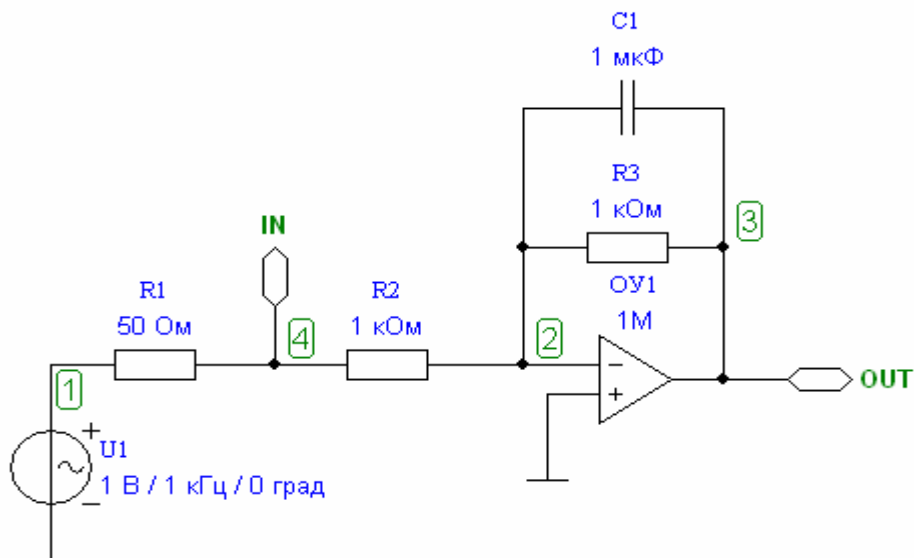 C1
1 мкФ
R3
1 кОм
3
IN
ОУ1
1М
R1
50 Ом
4
R2
1 кОм
2
−
+
OUT
1
+
U1
1 В / 1 кГц / 0 град
−